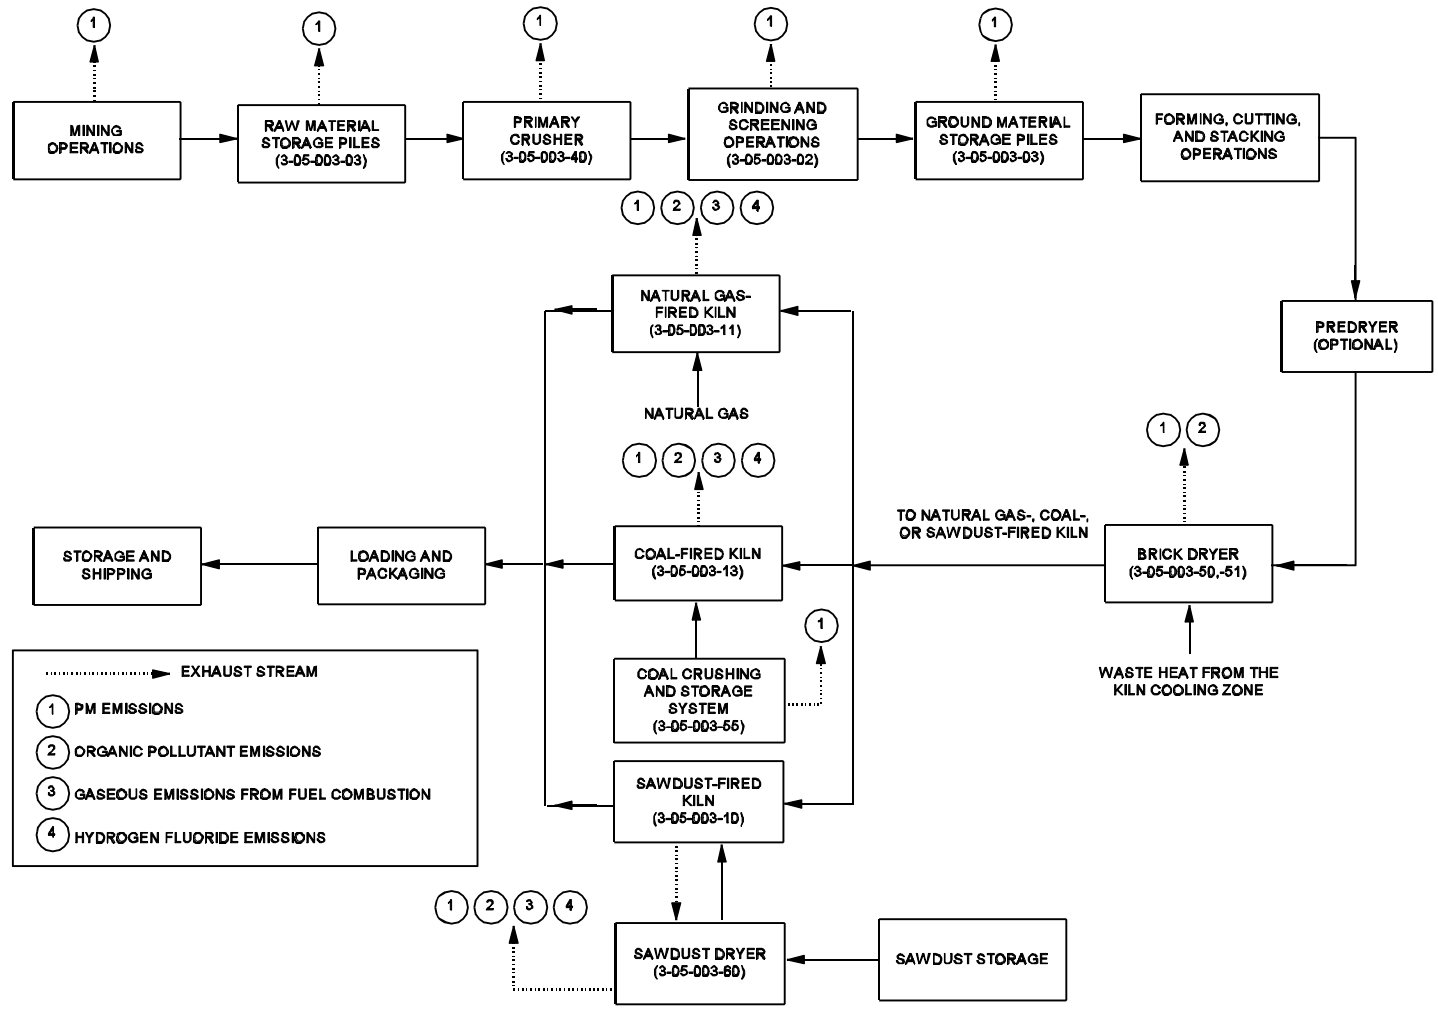 1
1
1
1
1
MINING
OPERATIONS
RAW MATERIAL
STORAGE PILES
(3-05-003-03)
PRIMARY
CRUSHER
(3-05-003-40)
GRINDING AND
SCREENING
OPERATIONS
(3-05-003-02)
GROUND MATERIAL
STORAGE PILES
(3-05-003-03)
FORMING, CUTTING,
AND STACKING
OPERATIONS
1 2 3 4
NATURAL GAS-
FIRED KILN
(3-05-003-11)
NATURAL GAS
PREDRYER
(OPTIONAL)
1 2
1 2 3 4
TO NATURAL GAS-, COAL-,
OR SAWDUST-FIRED KILN
BRICK DRYER
(3-05-003-50,-51)
WASTE HEAT FROM THE
KILN COOLING ZONE
COAL-FIRED KILN
(3-05-003-13)
LOADING AND
PACKAGING
STORAGE AND
SHIPPING
1
COAL CRUSHING
AND STORAGE
SYSTEM
(3-05-003-55)
EXHAUST STREAM
1 PM EMISSIONS
2 ORGANIC POLLUTANT EMISSIONS
3 GASEOUS EMISSIONS FROM FUEL COMBUSTION
4 HYDROGEN FLUORIDE EMISSIONS
SAWDUST-FIRED
KILN
(3-05-003-10)
1 2 3 4
SAWDUST DRYER
(3-05-003-60)
SAWDUST STORAGE